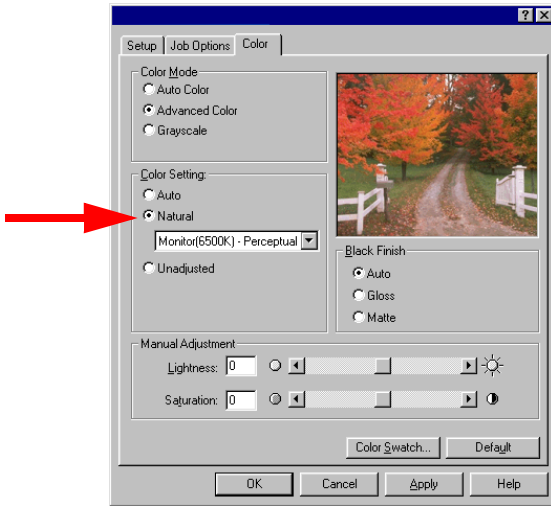 Setup Job Options Color
Color Mode
Auto Color
Advanced Color
Grayscale
Color Setting:
Auto
Natural
Monitor(6500K) - Perceptual
Unadjusted
Black Finish
Auto
Gloss
Matte
Manual Adjustment
Lightness: 0
Saturation: 0
Color Swatch... Default
OK Cancel Apply Help